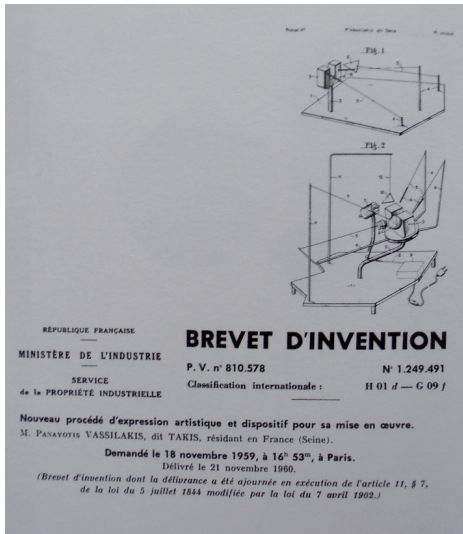 Fig.1
Fig.2
RÉPUBLIQUE FRANÇAISE
MINISTÈRE DE L'INDUSTRIE
SERVICE
de la PROPRIÉTÉ INDUSTRIELLE
BREVET D'INVENTION
P. V. n° 810.578 N° 1.249.491
Classification internationale : H 01 d — G 09 f
Nouveau procédé d'expression artistique et dispositif pour sa mise en œuvre.
M. PANAYOTIS VASSILAKIS, dit TAKIS, résidant en France (Seine).
Demandé le 18 novembre 1959, à 16ʰ 53ᵐ, à Paris.
Délivré le 21 novembre 1960.
(Brevet d'invention dont la délivrance a été ajournée en exécution de l'article 11, § 7,
de la loi du 5 juillet 1844 modifiée par la loi du 7 avril 1902.)